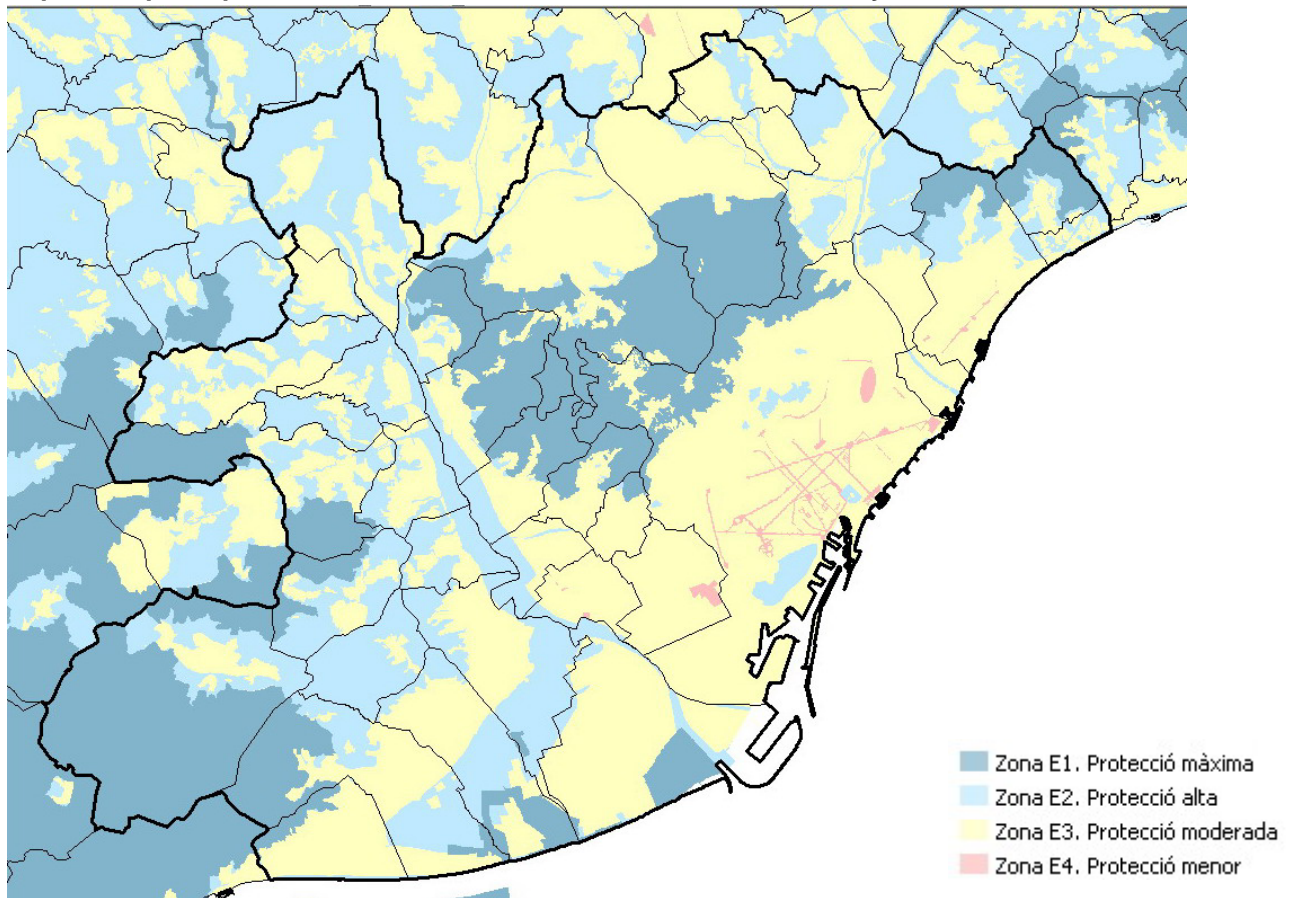 Zona E1. Protecció màxima
Zona E2. Protecció alta
Zona E3. Protecció moderada
Zona E4. Protecció menor